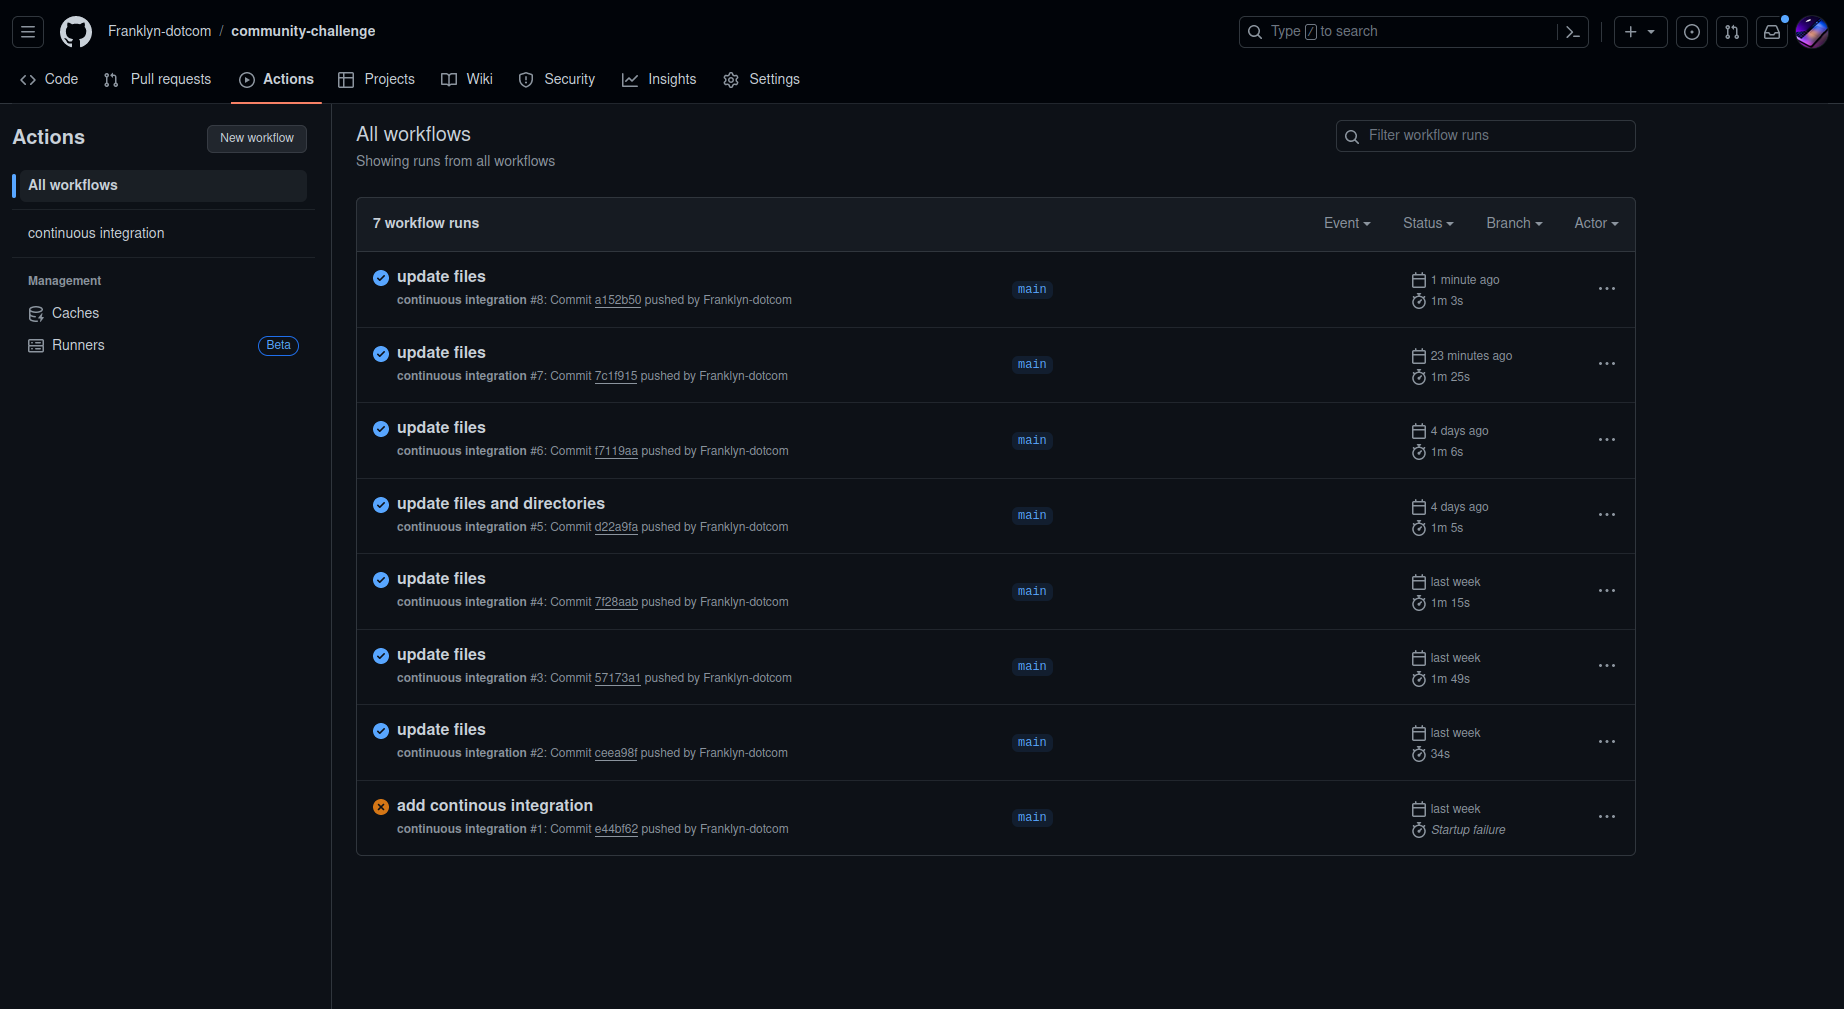 Franklyn-dotcom / community-challenge
Type / to search
Code Pull requests Actions Projects Wiki Security Insights Settings
Actions
New workflow
All workflows
continuous integration
Management
Caches
Runners Beta
All workflows
Showing runs from all workflows
Filter workflow runs
7 workflow runs Event Status Branch Actor
update files
continuous integration #8: Commit a152b50 pushed by Franklyn-dotcom
main
1 minute ago
1m 3s
update files
continuous integration #7: Commit 7c1f915 pushed by Franklyn-dotcom
main
23 minutes ago
1m 25s
update files
continuous integration #6: Commit f7119aa pushed by Franklyn-dotcom
main
4 days ago
1m 6s
update files and directories
continuous integration #5: Commit d22a9fa pushed by Franklyn-dotcom
main
4 days ago
1m 5s
update files
continuous integration #4: Commit 7f28aab pushed by Franklyn-dotcom
main
last week
1m 15s
update files
continuous integration #3: Commit 57173a1 pushed by Franklyn-dotcom
main
last week
1m 49s
update files
continuous integration #2: Commit ceea98f pushed by Franklyn-dotcom
main
last week
34s
add continous integration
continuous integration #1: Commit e44bf62 pushed by Franklyn-dotcom
main
last week
Startup failure